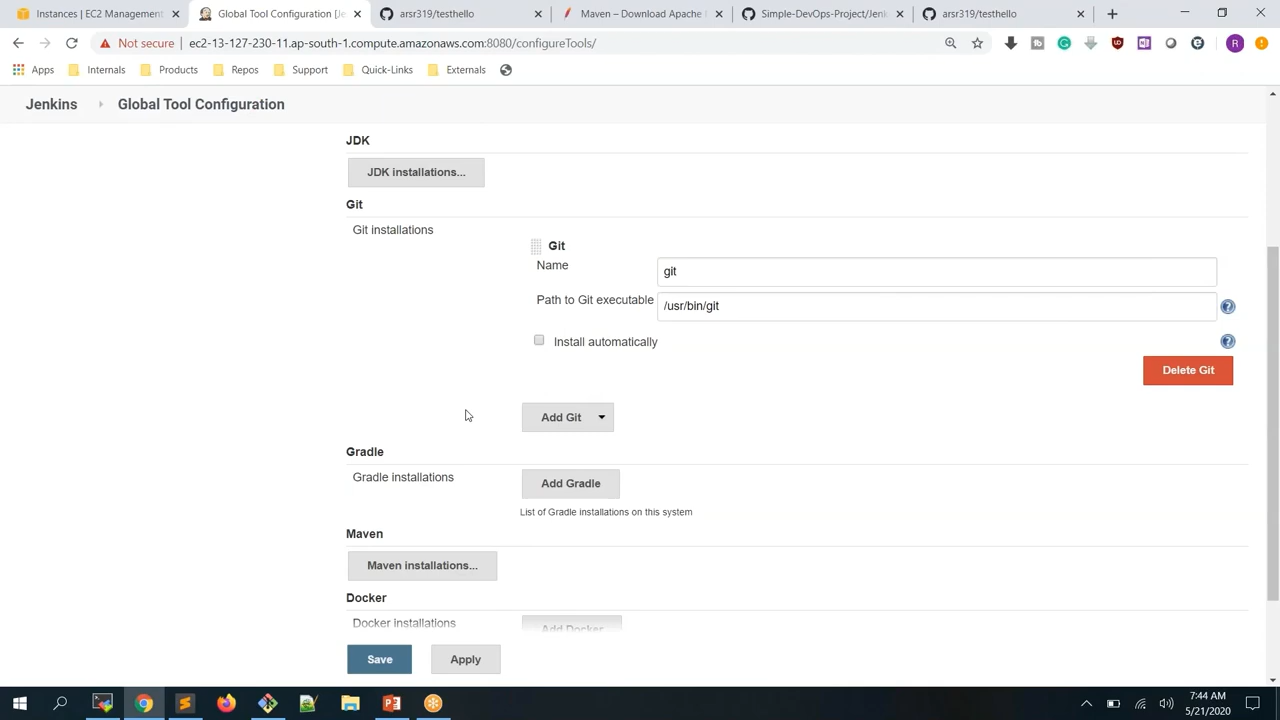 Instances | EC2 Management
Global Tool Configuration [Je
arsr319/testhello
Maven – Download Apache
Simple-DevOps-Project/Jenk
arsr319/testhello
Not secure
ec2-13-127-230-11.ap-south-1.compute.amazonaws.com:8080/configureTools/
Apps
Internals
Products
Repos
Support
Quick-Links
Externals
Jenkins
Global Tool Configuration
JDK
JDK installations...
Git
Git installations
Git
Name
git
Path to Git executable
/usr/bin/git
Install automatically
Delete Git
Add Git
Gradle
Gradle installations
Add Gradle
List of Gradle installations on this system
Maven
Maven installations...
Docker
Docker installations
Add Docker
Save
Apply
7:44 AM
5/21/2020